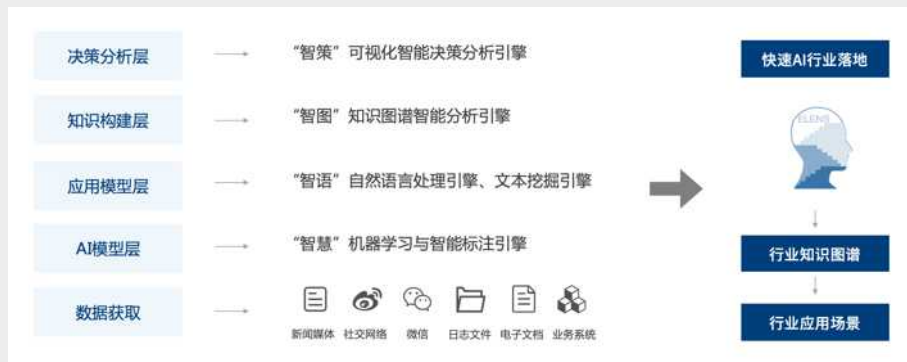 决策分析层
“智策”可视化智能决策分析引擎
快速AI行业落地
知识构建层
“智图”知识图谱智能分析引擎
ELENS
应用模型层
“智语”自然语言处理引擎、文本挖掘引擎
AI模型层
“智慧”机器学习与智能标注引擎
行业知识图谱
数据获取
新闻媒体 社交网络 微信 日志文件 电子文档 业务系统
行业应用场景